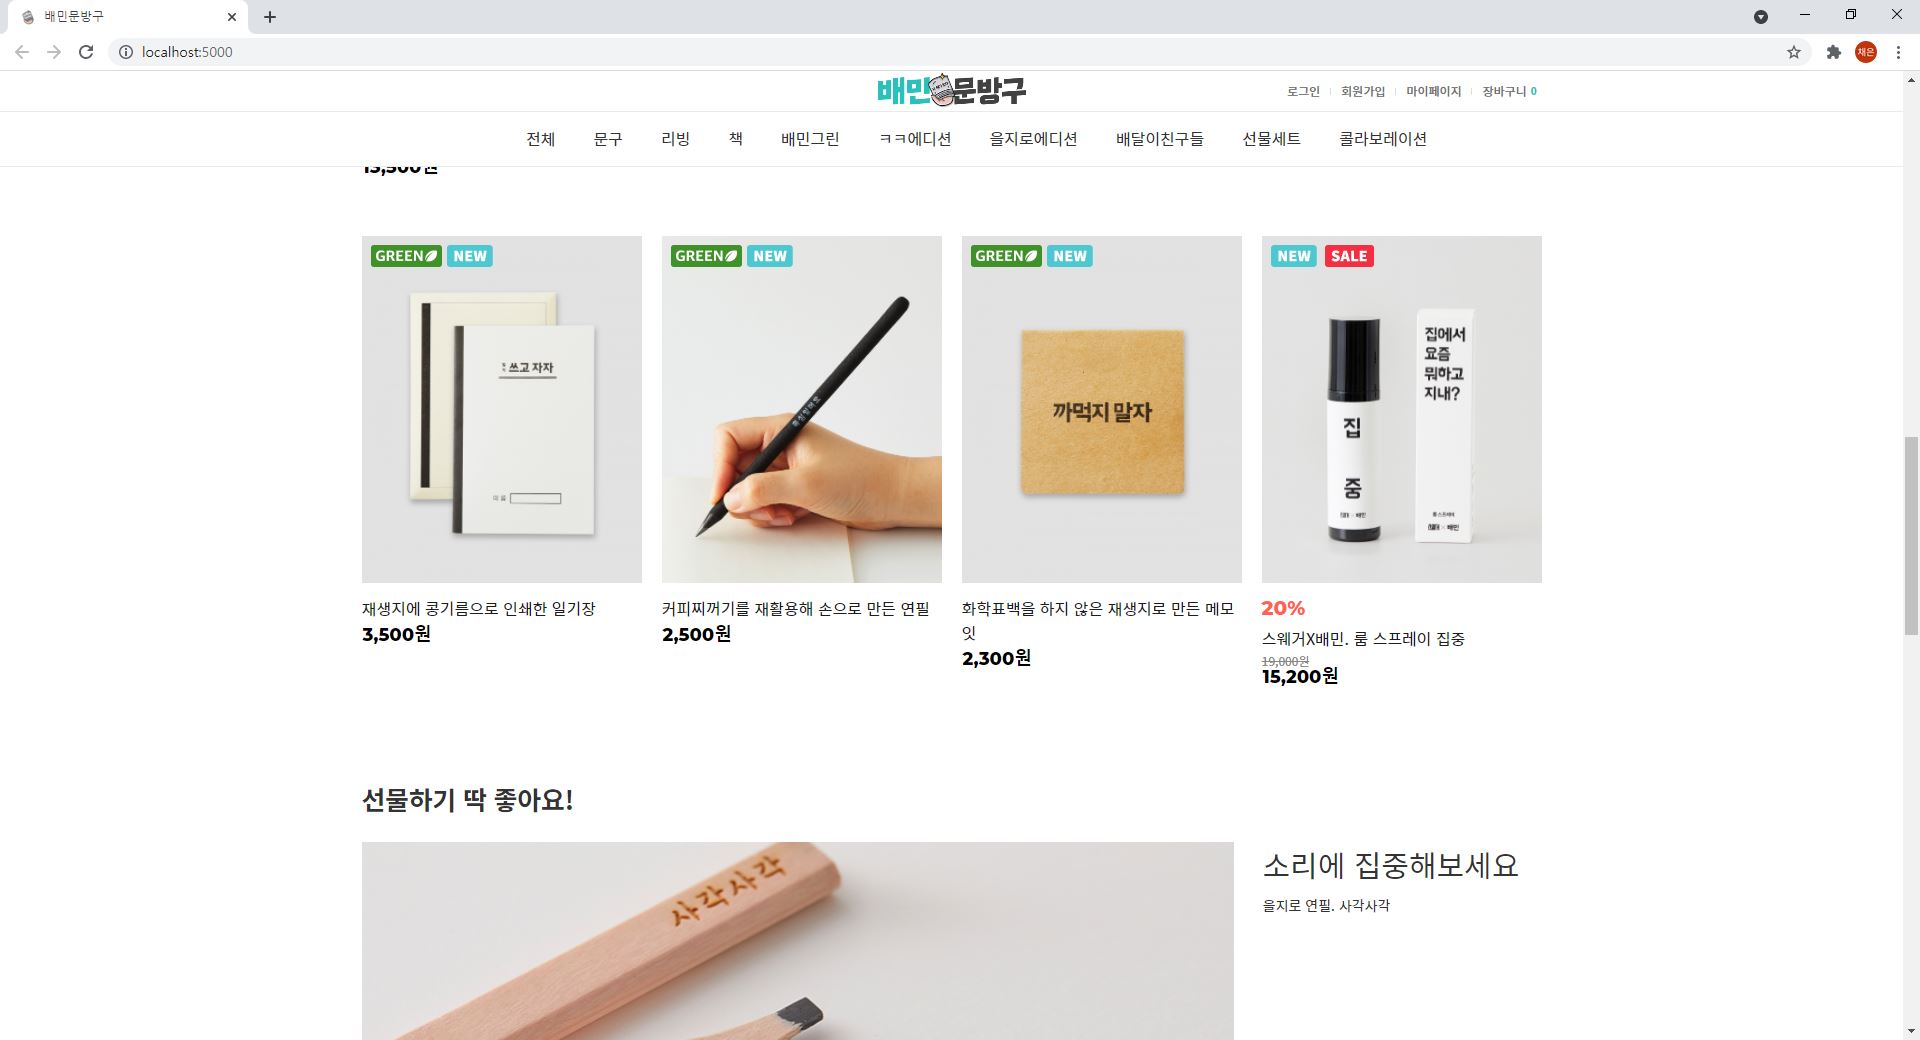 배민문방구
localhost:5000
채은
배민문방구
로그인 회원가입 마이페이지 장바구니 0
전체 문구 리빙 책 배민그린 ㅋㅋ에디션 을지로에디션 배달이친구들 선물세트 콜라보레이션
13,500원
GREEN NEW
GREEN NEW
GREEN NEW
NEW SALE
쓰고 자자
이름
까먹지 말자
집
중
집에서
요즘
뭐하고
지내?
룸 스프레이
재생지에 콩기름으로 인쇄한 일기장
3,500원
커피찌꺼기를 재활용해 손으로 만든 연필
2,500원
화학표백을 하지 않은 재생지로 만든 메모
잇
2,300원
20%
스웨거X배민. 룸 스프레이 집중
19,000원
15,200원
선물하기 딱 좋아요!
사각사각
소리에 집중해보세요
을지로 연필. 사각사각